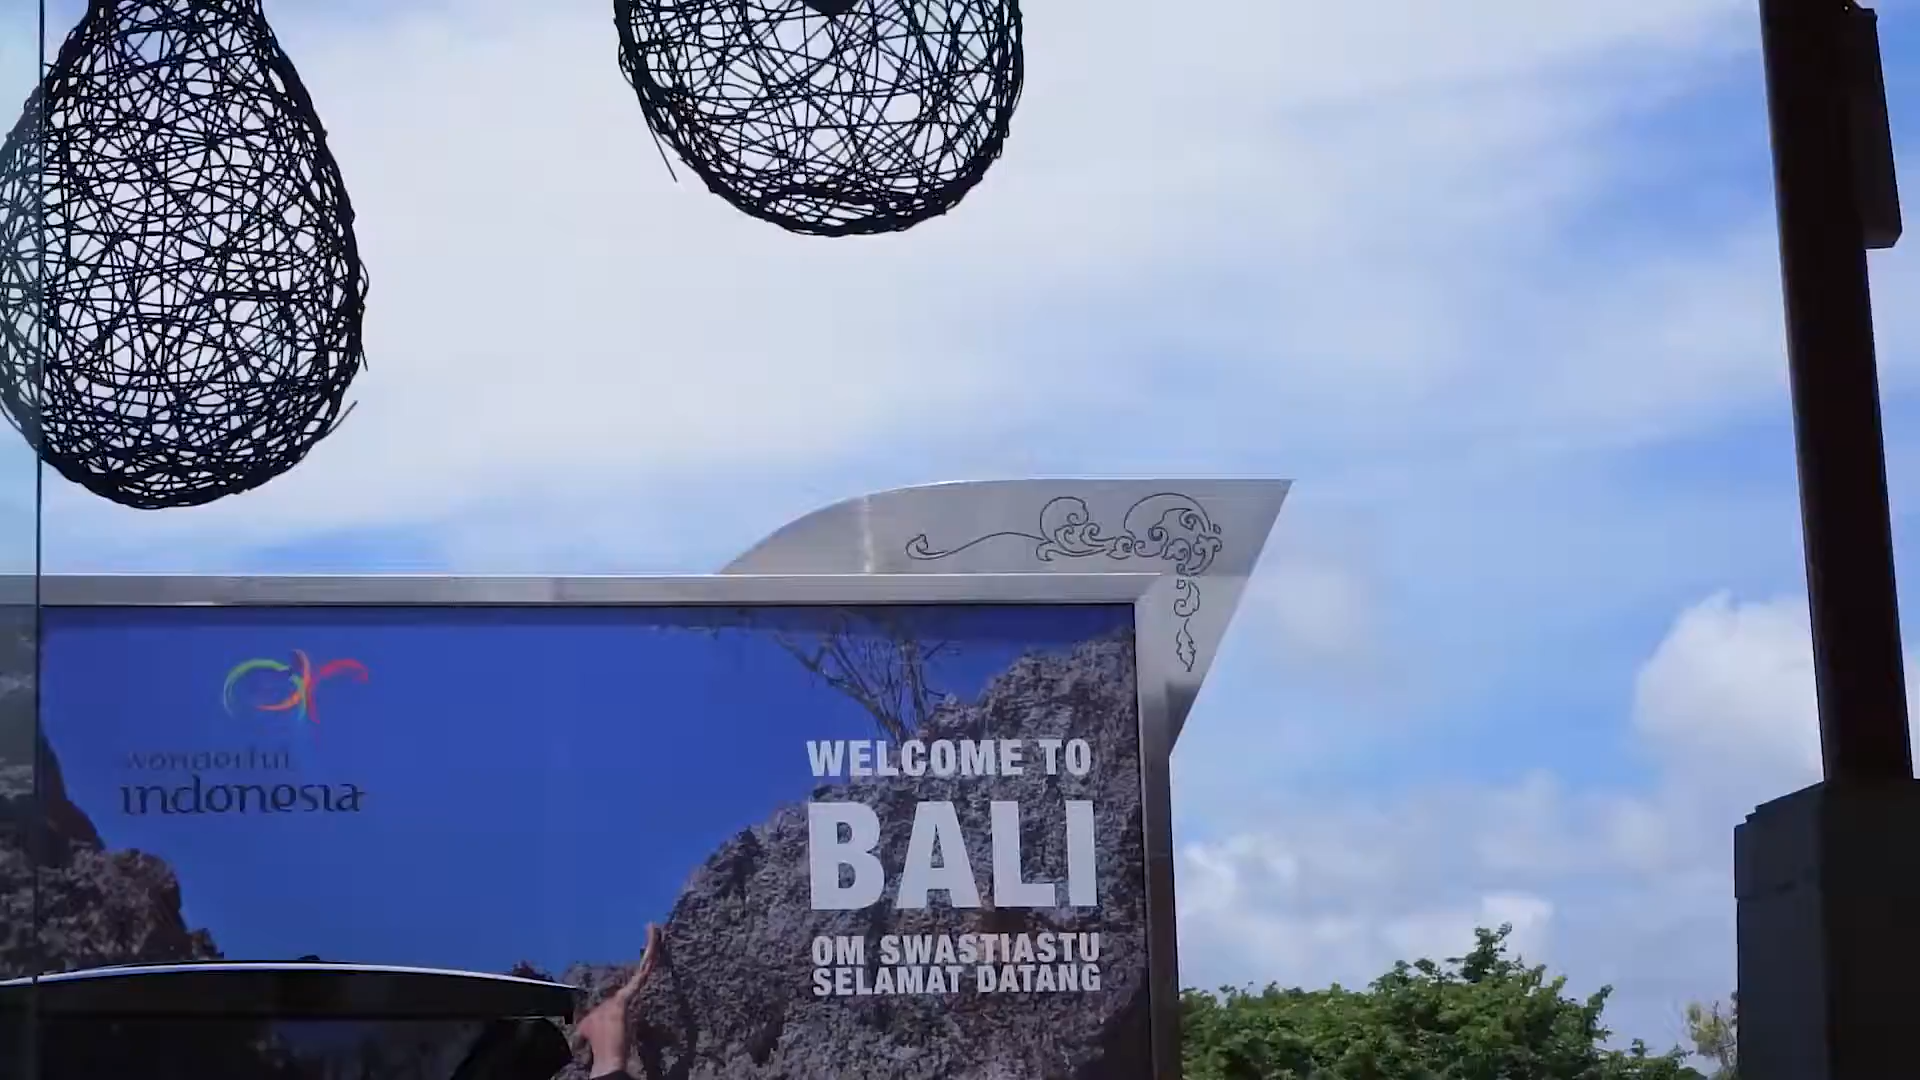 wonderful
indonesia
WELCOME TO
BALI
OM SWASTIASTU
SELAMAT DATANG